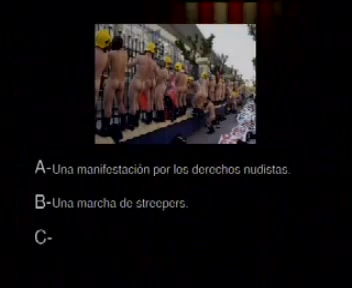 A-Una manifestación por los derechos nudistas.
B-Una marcha de streepers.
C-